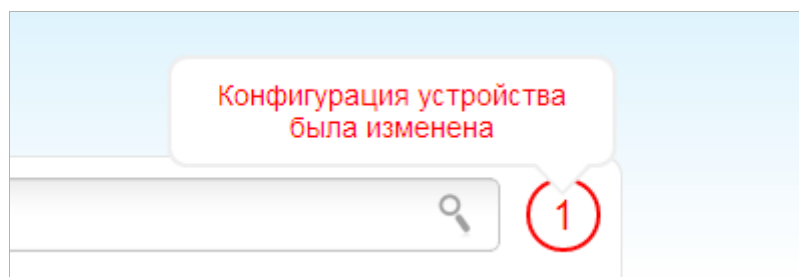 Конфигурация устройства
была изменена
1